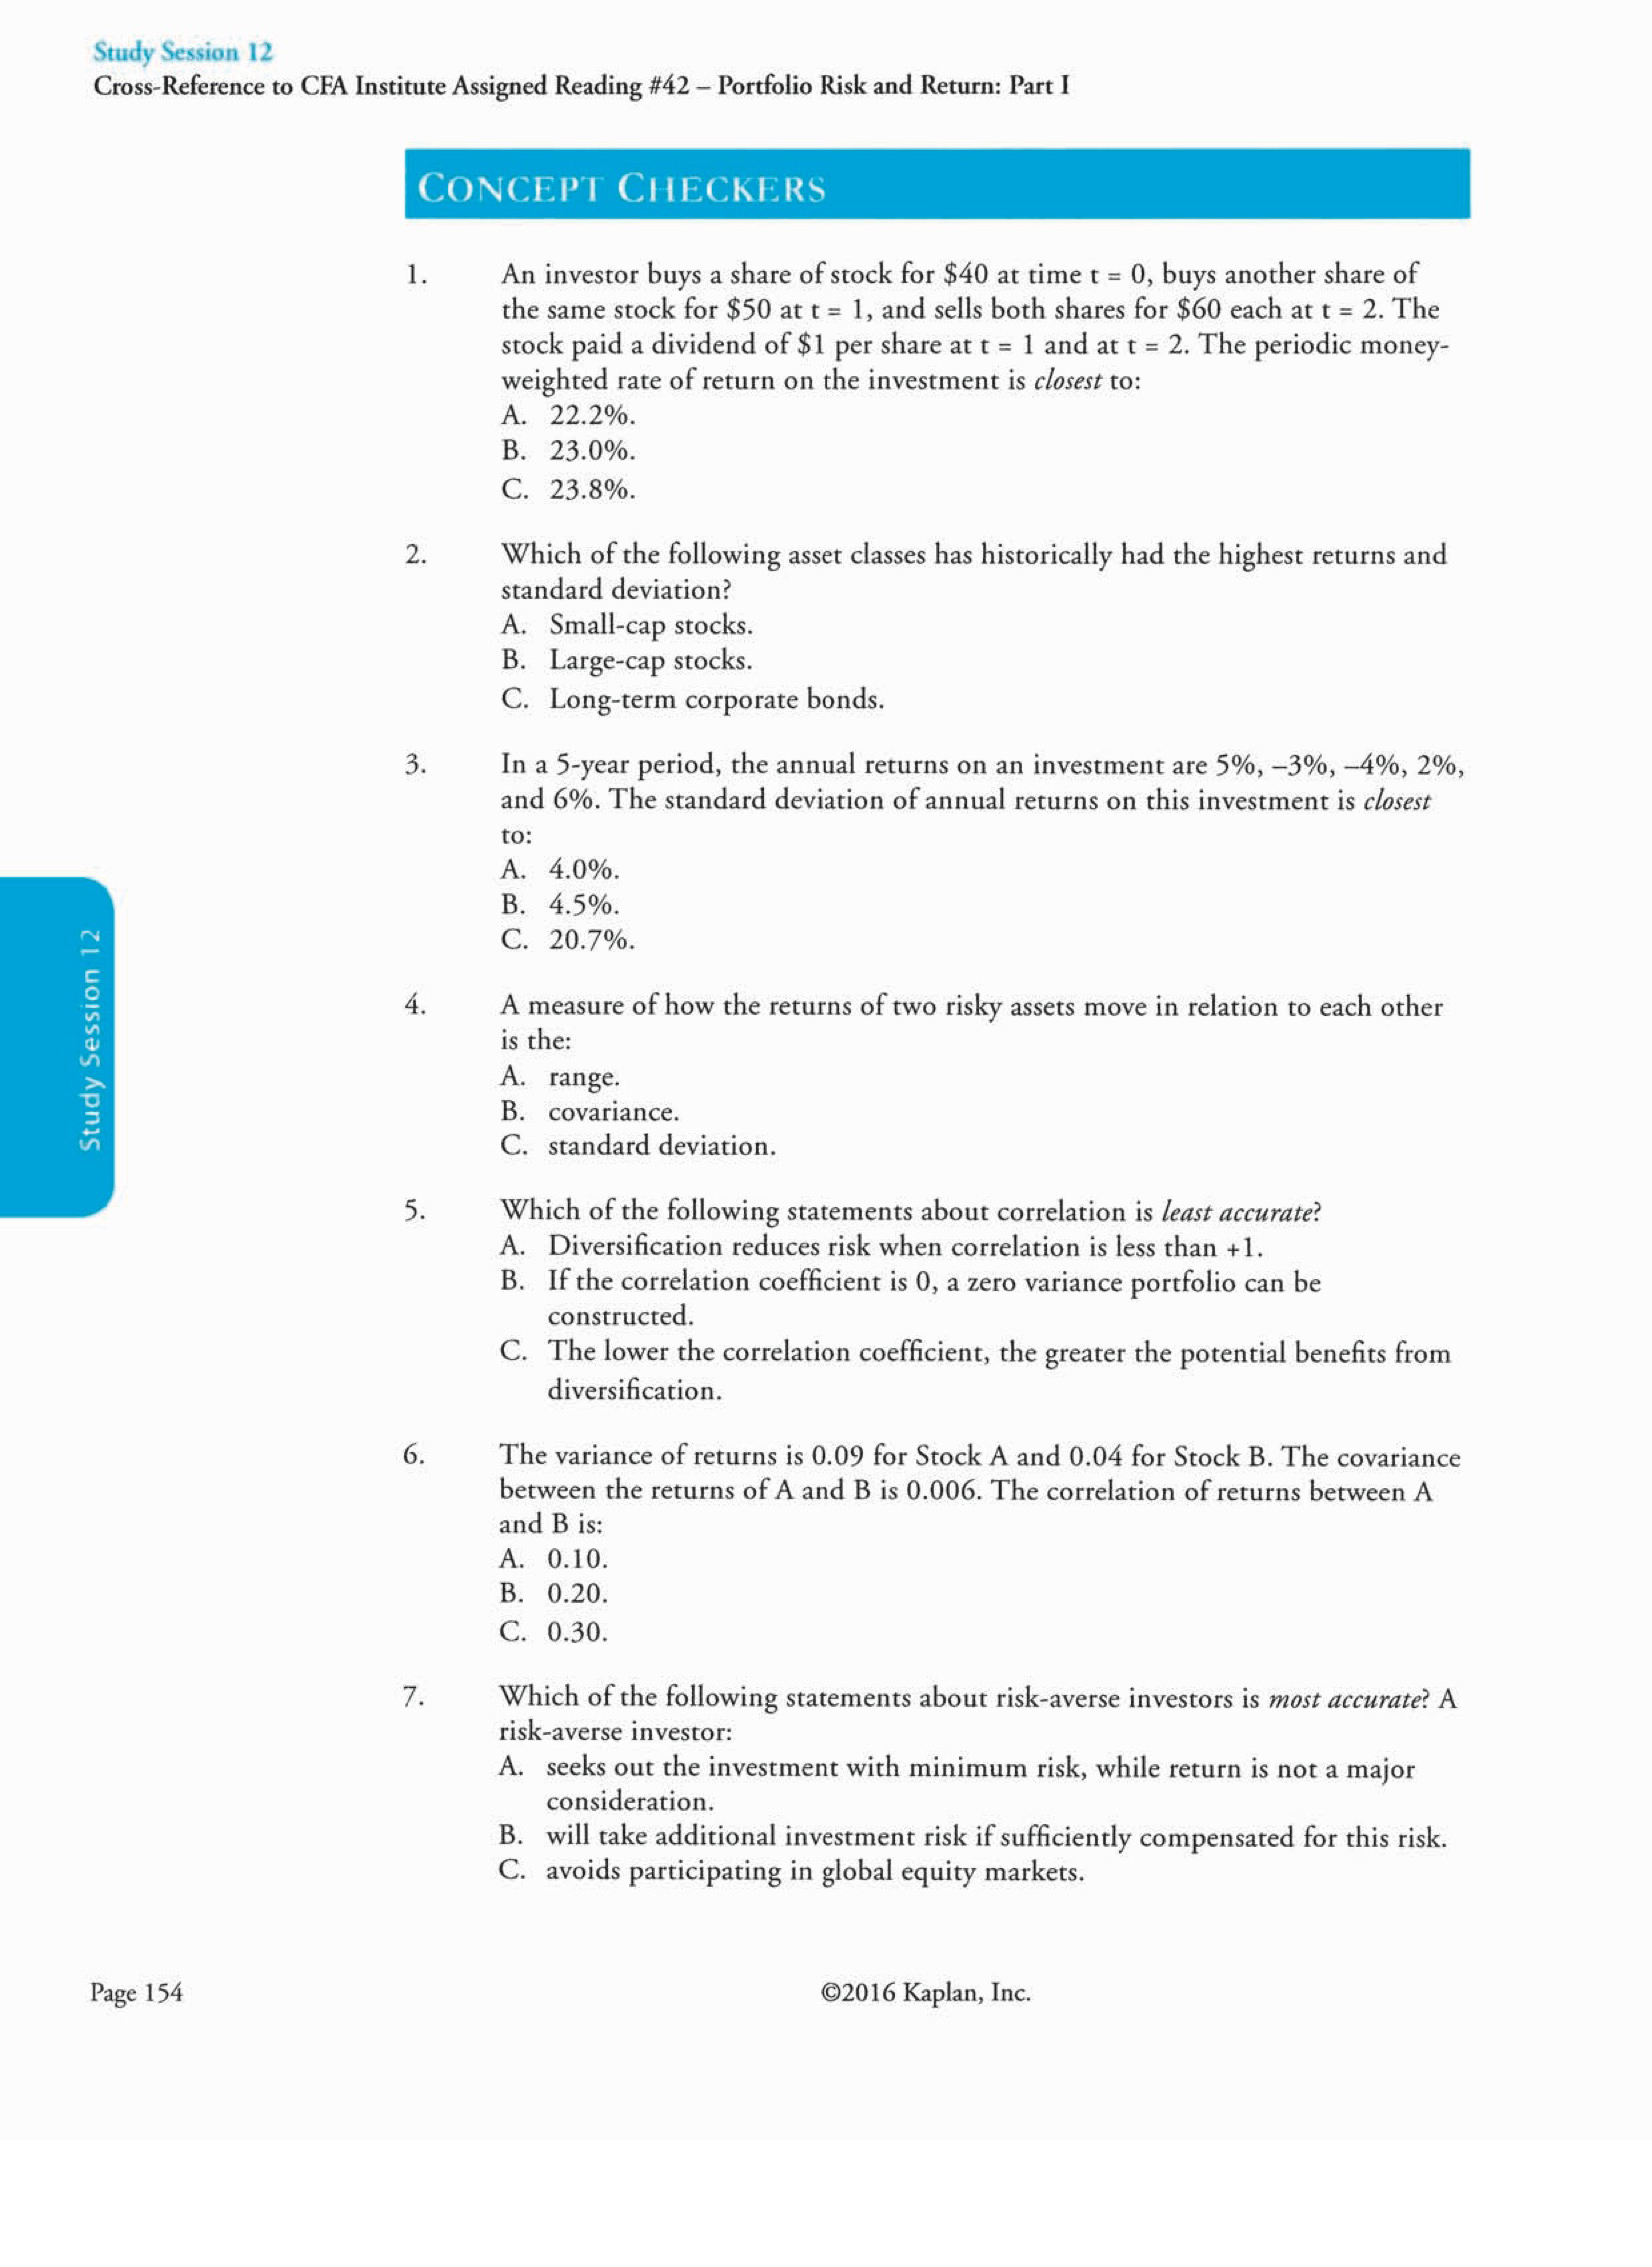 Study Session 12
Cross-Reference to CFA Institute Assigned Reading #42 – Portfolio Risk and Return: Part I
CONCEPT CHECKERS
1. An investor buys a share of stock for $40 at time t = 0, buys another share of
the same stock for $50 at t = 1, and sells both shares for $60 each at t = 2. The
stock paid a dividend of $1 per share at t = 1 and at t = 2. The periodic money-
weighted rate of return on the investment is closest to:
A. 22.2%.
B. 23.0%.
C. 23.8%.
2. Which of the following asset classes has historically had the highest returns and
standard deviation?
A. Small-cap stocks.
B. Large-cap stocks.
C. Long-term corporate bonds.
3. In a 5-year period, the annual returns on an investment are 5%, –3%, –4%, 2%,
and 6%. The standard deviation of annual returns on this investment is closest
to:
A. 4.0%.
B. 4.5%.
C. 20.7%.
4. A measure of how the returns of two risky assets move in relation to each other
is the:
A. range.
B. covariance.
C. standard deviation.
5. Which of the following statements about correlation is least accurate?
A. Diversification reduces risk when correlation is less than +1.
B. If the correlation coefficient is 0, a zero variance portfolio can be
constructed.
C. The lower the correlation coefficient, the greater the potential benefits from
diversification.
6. The variance of returns is 0.09 for Stock A and 0.04 for Stock B. The covariance
between the returns of A and B is 0.006. The correlation of returns between A
and B is:
A. 0.10.
B. 0.20.
C. 0.30.
7. Which of the following statements about risk-averse investors is most accurate? A
risk-averse investor:
A. seeks out the investment with minimum risk, while return is not a major
consideration.
B. will take additional investment risk if sufficiently compensated for this risk.
C. avoids participating in global equity markets.
Study Session 12
Page 154
©2016 Kaplan, Inc.